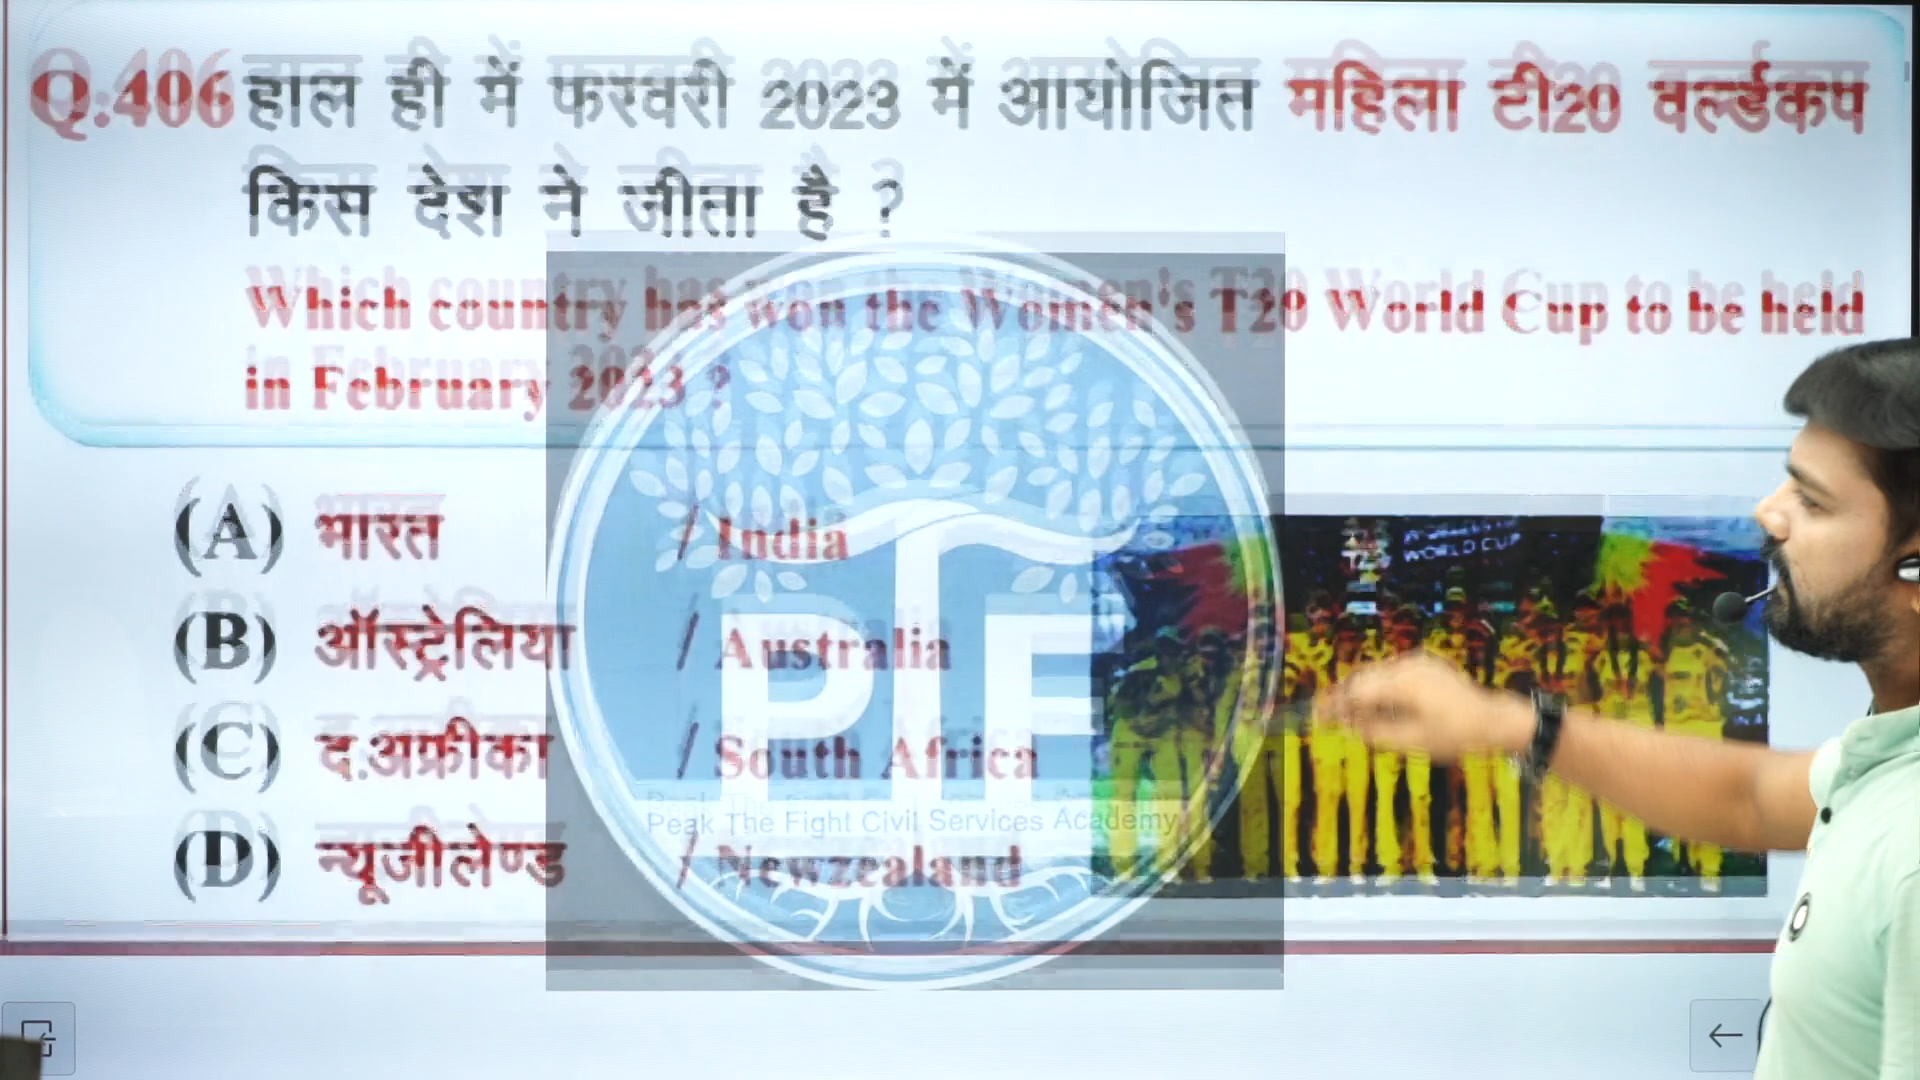 Q.406 हाल ही में फरवरी 2023 में आयोजित महिला टी20 वर्ल्डकप
किस देश ने जीता है ?
Which country has won the Women's T20 World Cup to be held
in February 2023 ?
(A) भारत / India
(B) ऑस्ट्रेलिया / Australia
(C) द.अफ्रीका / South Africa
(D) न्यूजीलेण्ड / Newzealand
WORLD CUP
PTF
Peak The Fight Civil Services Academy